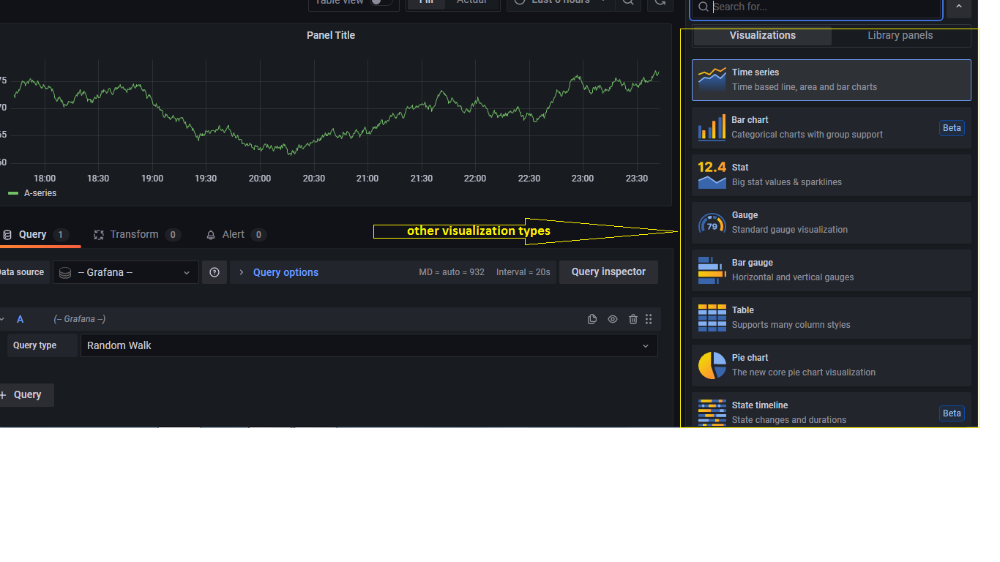 Table view
Fill
Actual
Last 6 hours
Search for...
Panel Title
Visualizations
Library panels
75
70
65
60
18:00 18:30 19:00 19:30 20:00 20:30 21:00 21:30 22:00 22:30 23:00 23:30
A-series
Time series
Time based line, area and bar charts
Bar chart
Categorical charts with group support
Beta
12.4
Stat
Big stat values & sparklines
79
Gauge
Standard gauge visualization
Bar gauge
Horizontal and vertical gauges
Table
Supports many column styles
Pie chart
The new core pie chart visualization
State timeline
State changes and durations
Beta
other visualization types
Query 1
Transform 0
Alert 0
Data source
-- Grafana --
Query options
MD = auto = 932
Interval = 20s
Query inspector
A
(-- Grafana --)
Query type
Random Walk
+ Query